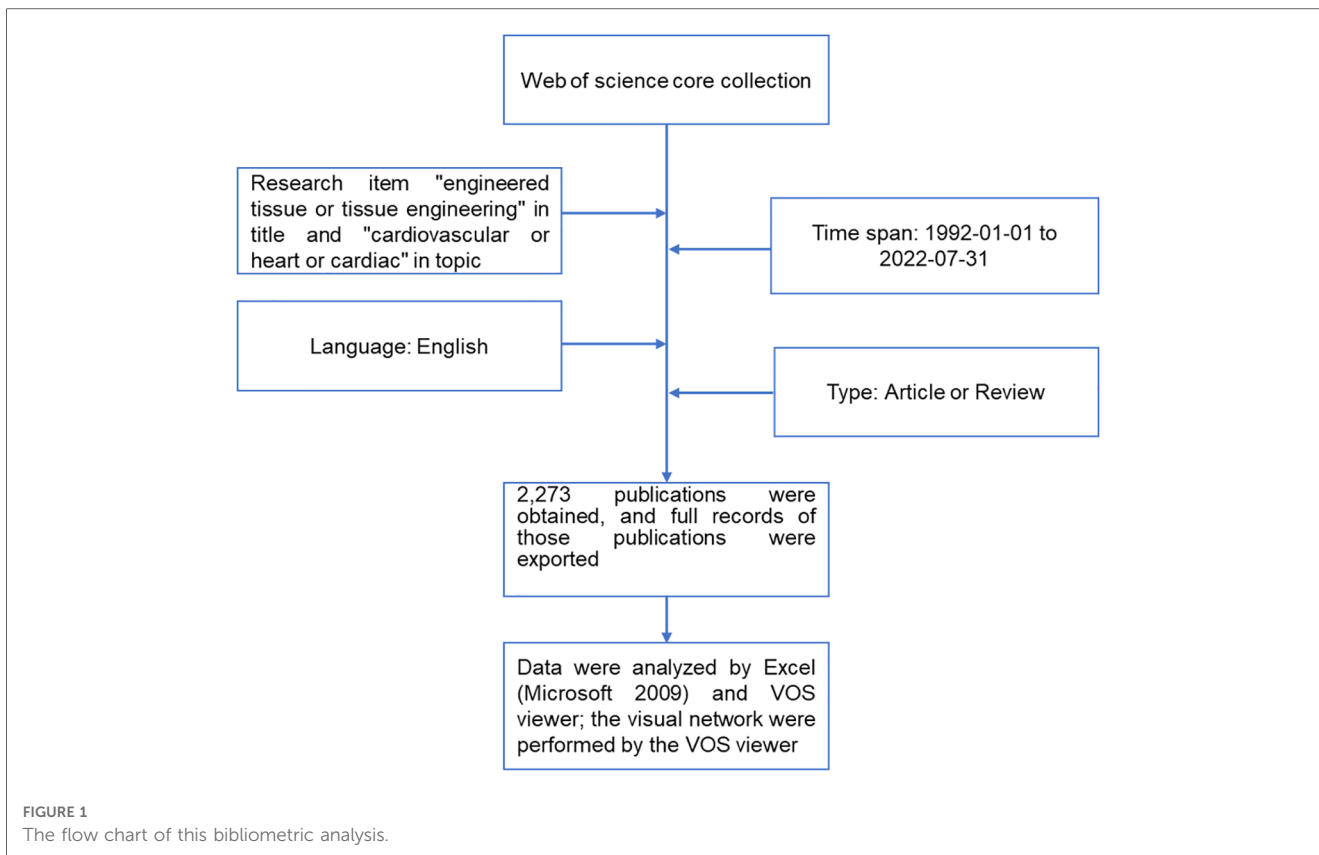 Web of science core collection
Research item "engineered
tissue or tissue engineering" in
title and "cardiovascular or
heart or cardiac" in topic
Time span: 1992-01-01 to
2022-07-31
Language: English
Type: Article or Review
2,273 publications were
obtained, and full records of
those publications were
exported
Data were analyzed by Excel
(Microsoft 2009) and VOS
viewer; the visual network were
performed by the VOS viewer
FIGURE 1
The flow chart of this bibliometric analysis.